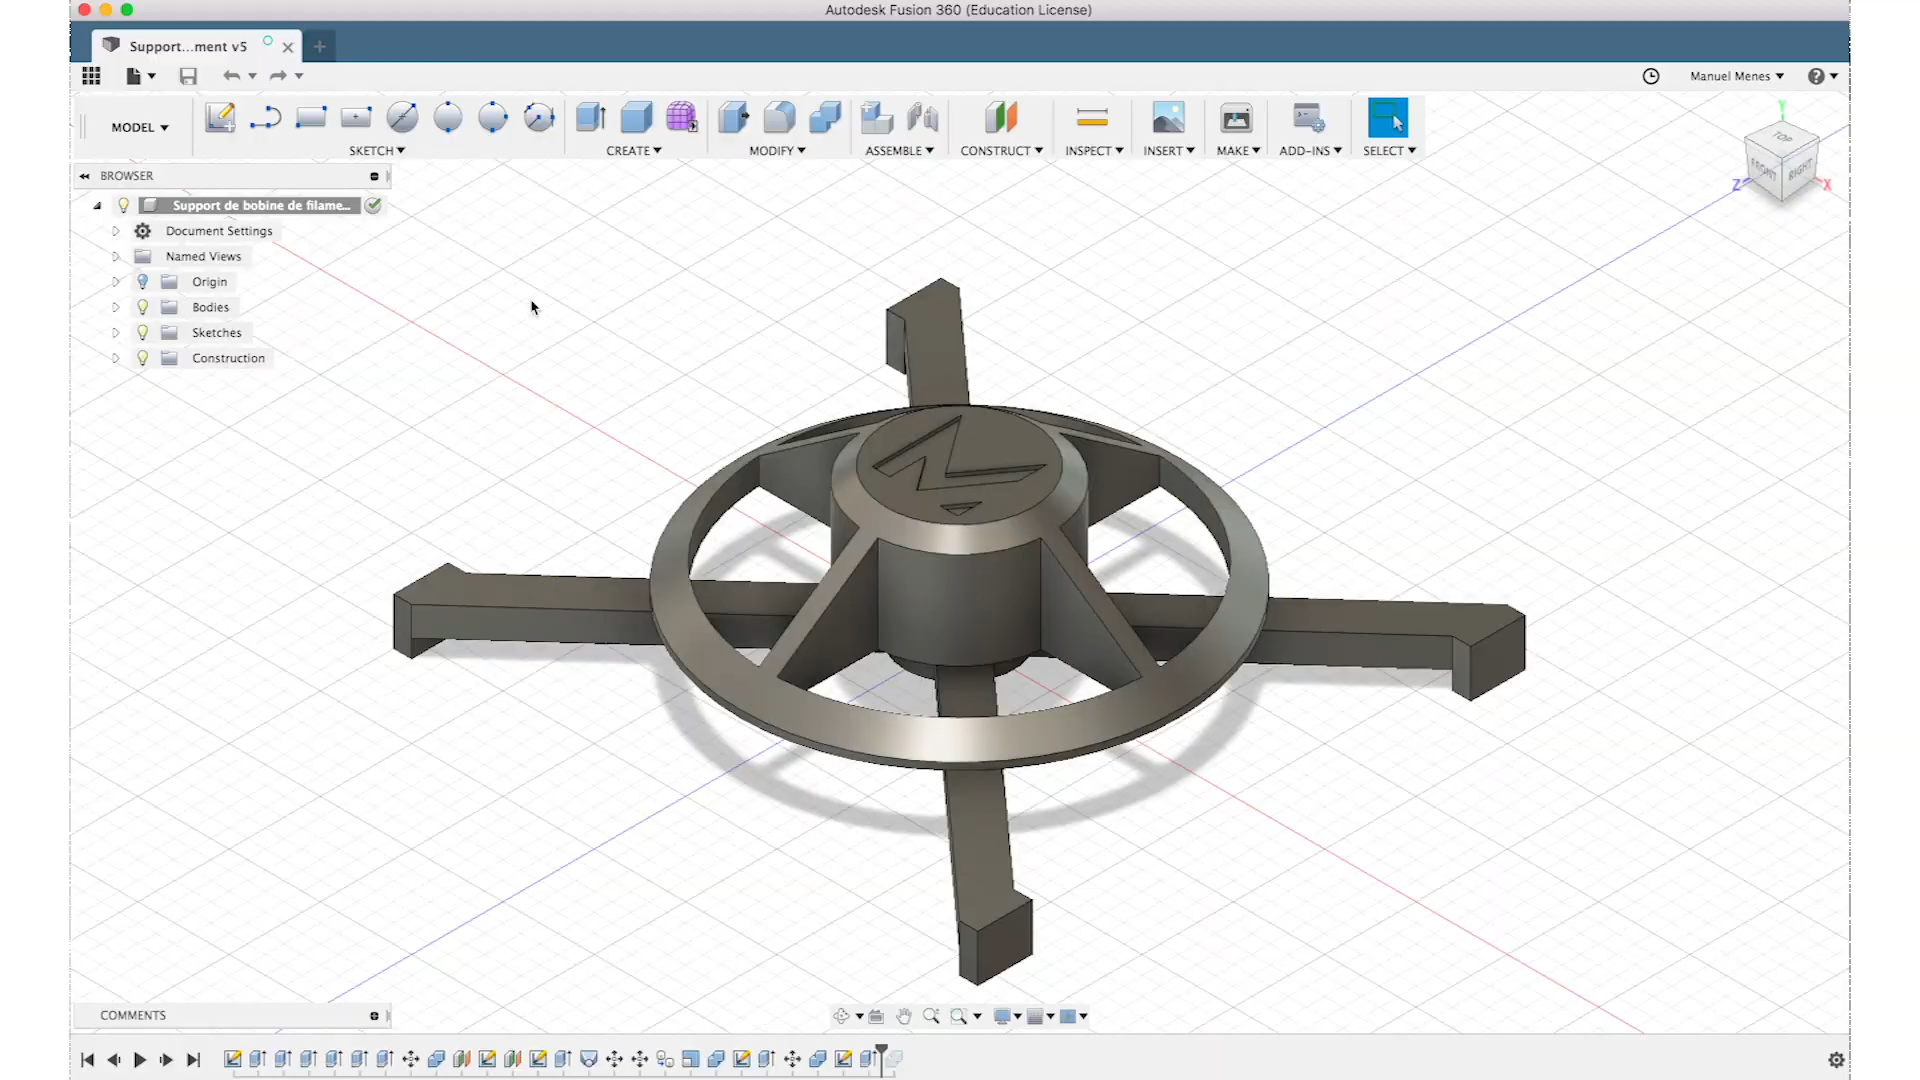 Autodesk Fusion 360 (Education License)
Support...ment v5
Manuel Menes
MODEL
SKETCH
CREATE
MODIFY
ASSEMBLE
CONSTRUCT
INSPECT
INSERT
MAKE
ADD-INS
SELECT
BROWSER
Support de bobine de filame...
Document Settings
Named Views
Origin
Bodies
Sketches
Construction
Y
TOP
FRONT
RIGHT
Z
X
COMMENTS